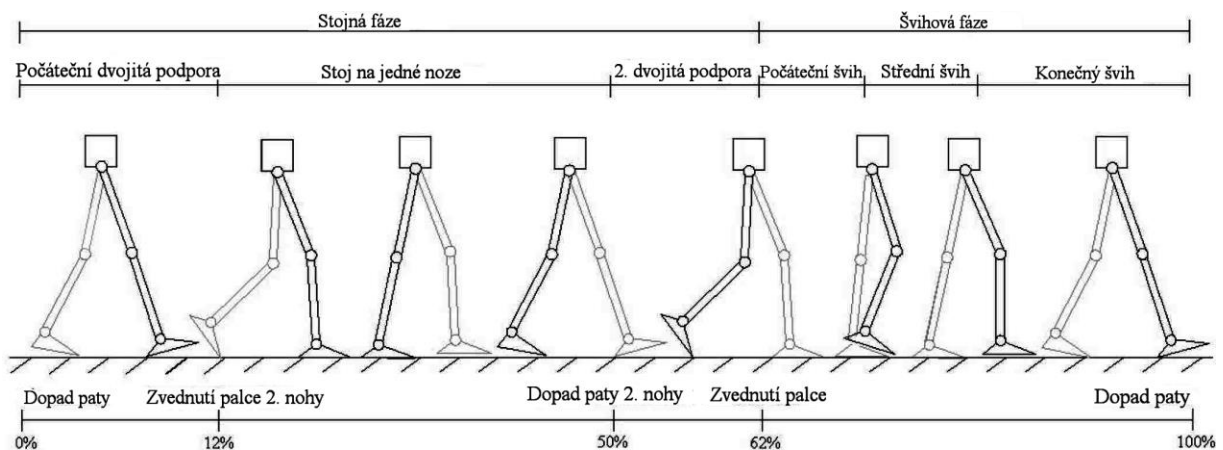 Stojná fáze Švihová fáze
Počáteční dvojitá podpora Stoj na jedné noze 2. dvojitá podpora Počáteční švih Střední švih Konečný švih
Dopad paty Zvednutí palce 2. nohy Dopad paty 2. nohy Zvednutí palce Dopad paty
0% 12% 50% 62% 100%